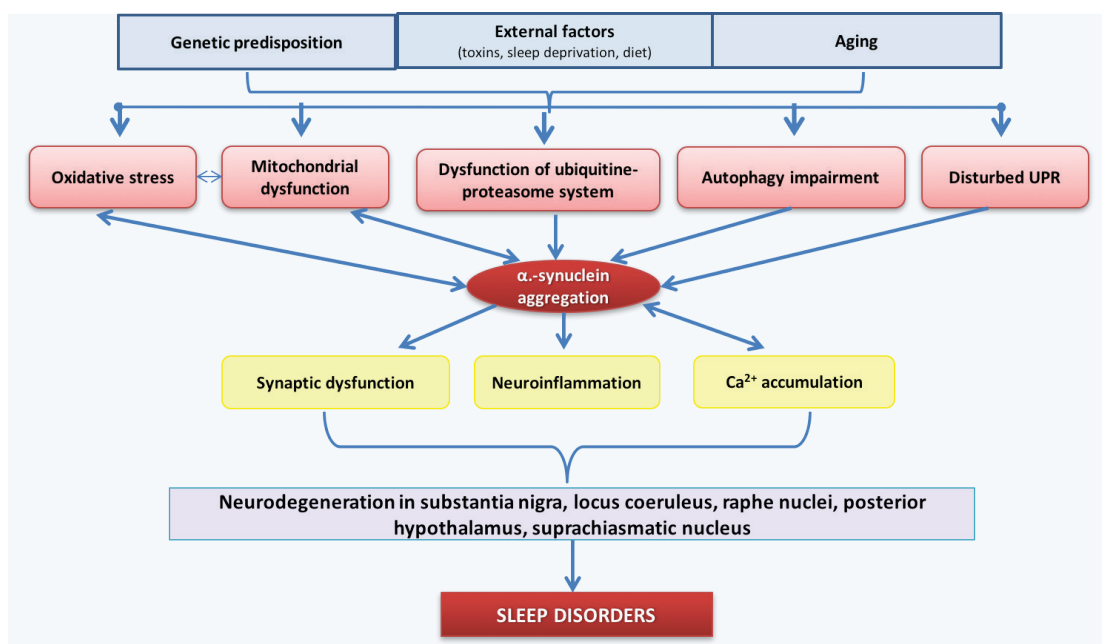 Genetic predisposition
External factors
(toxins, sleep deprivation, diet)
Aging
Oxidative stress
Mitochondrial
dysfunction
Dysfunction of ubiquitine-
proteasome system
Autophagy impairment
Disturbed UPR
α.-synuclein
aggregation
Synaptic dysfunction
Neuroinflammation
Ca²⁺ accumulation
Neurodegeneration in substantia nigra, locus coeruleus, raphe nuclei, posterior
hypothalamus, suprachiasmatic nucleus
SLEEP DISORDERS